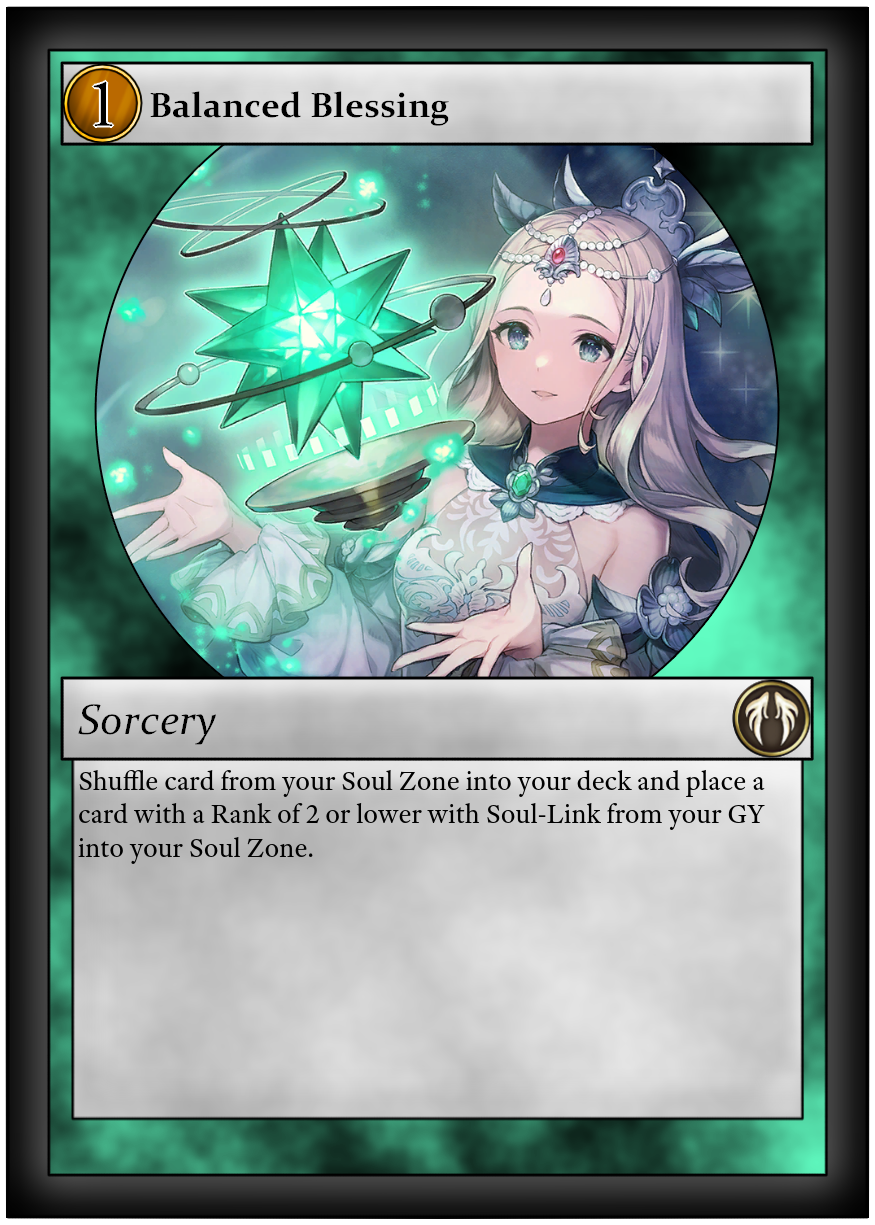 1 Balanced Blessing
Sorcery
Shuffle card from your Soul Zone into your deck and place a
card with a Rank of 2 or lower with Soul-Link from your GY
into your Soul Zone.